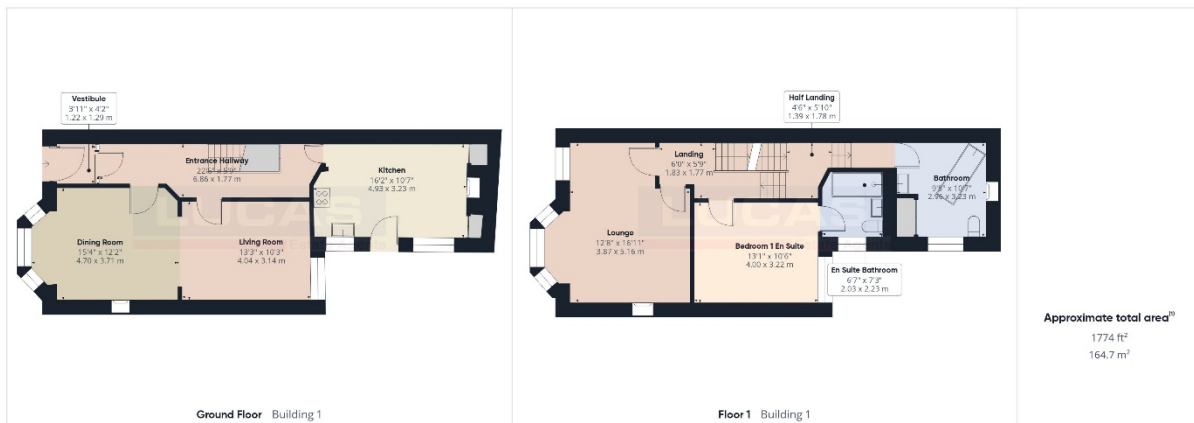 Vestibule
3'11" x 4'2"
1.22 x 1.29 m
Entrance Hallway
6.86 x 1.77 m
Kitchen
16'2" x 10'7"
4.93 x 3.23 m
Dining Room
15'4" x 12'2"
4.70 x 3.71 m
Living Room
13'3" x 10'3"
4.04 x 3.14 m
LUCAS
Ground Floor Building 1
Half Landing
4'6" x 5'10"
1.39 x 1.78 m
Landing
6'0" x 5'9"
1.83 x 1.77 m
Bathroom
2.96 x 3.23 m
Lounge
12'8" x 16'11"
3.87 x 5.16 m
Bedroom 1 En Suite
13'1" x 10'6"
4.00 x 3.22 m
En Suite Bathroom
6'7" x 7'3"
2.03 x 2.23 m
LUCAS
Floor 1 Building 1
Approximate total area(1)
1774 ft²
164.7 m²